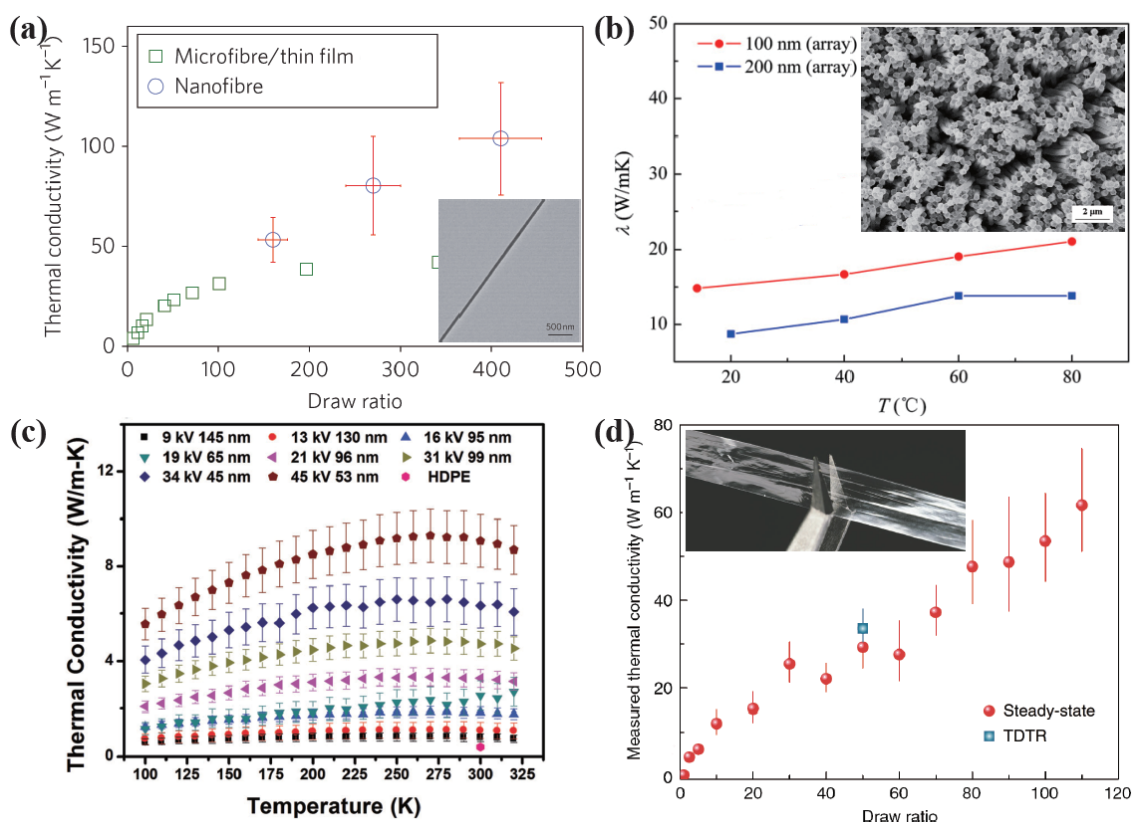 (a)
150
100
50
0
Thermal conductivity (W m⁻¹ K⁻¹)
Microfibre/thin film
Nanofibre
500 nm
0 100 200 300 400 500
Draw ratio
(b)
50
40
30
20
10
λ (W/mK)
100 nm (array)
200 nm (array)
2 μm
20 40 60 80
T (℃)
(c)
12
8
4
0
Thermal Conductivity (W/m-K)
9 kV 145 nm 13 kV 130 nm 16 kV 95 nm
19 kV 65 nm 21 kV 96 nm 31 kV 99 nm
34 kV 45 nm 45 kV 53 nm HDPE
100 125 150 175 200 225 250 275 300 325
Temperature (K)
(d)
80
60
40
20
0
Measured thermal conductivity (W m⁻¹ K⁻¹)
Steady-state
TDTR
0 20 40 60 80 100 120
Draw ratio